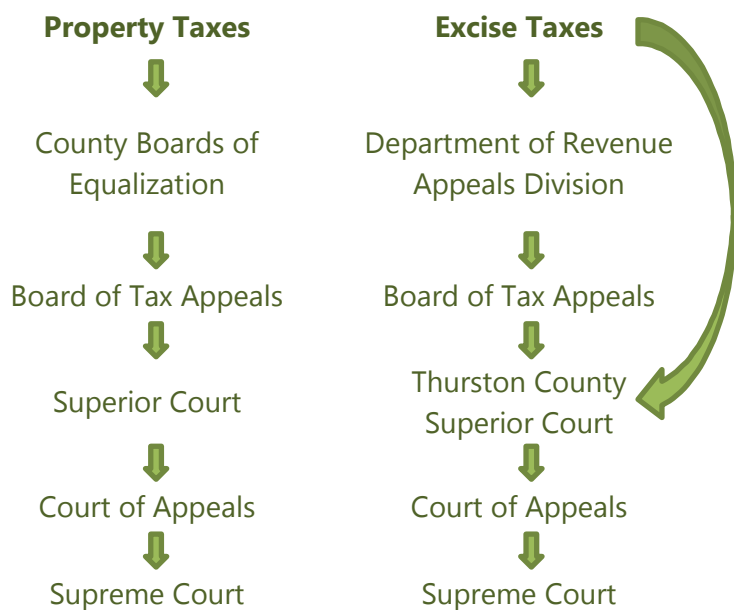 Property Taxes
County Boards of
Equalization
Board of Tax Appeals
Superior Court
Court of Appeals
Supreme Court
Excise Taxes
Department of Revenue
Appeals Division
Board of Tax Appeals
Thurston County
Superior Court
Court of Appeals
Supreme Court